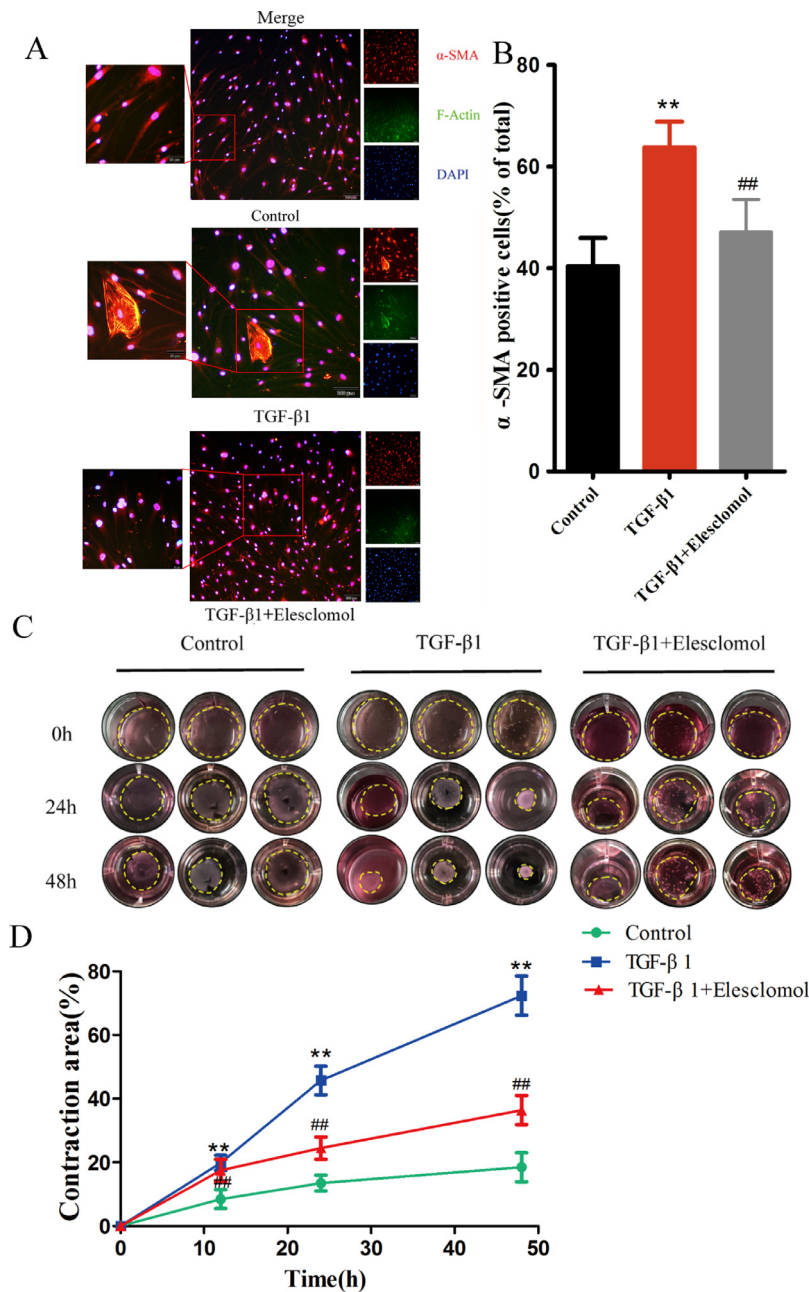 A
Merge
α-SMA
F-Actin
DAPI
Control
TGF-β1
TGF-β1+Elesclomol
B
α -SMA positive cells(% of total)
80
60
40
20
0
**
##
Control
TGF-β1
TGF-β1+Elesclomol
C
Control
TGF-β1
TGF-β1+Elesclomol
0h
24h
48h
D
Control
TGF-β 1
TGF-β 1+Elesclomol
Contraction area(%)
80
60
40
20
0
**
##
**
##
**
##
0
10
20
30
40
50
Time(h)